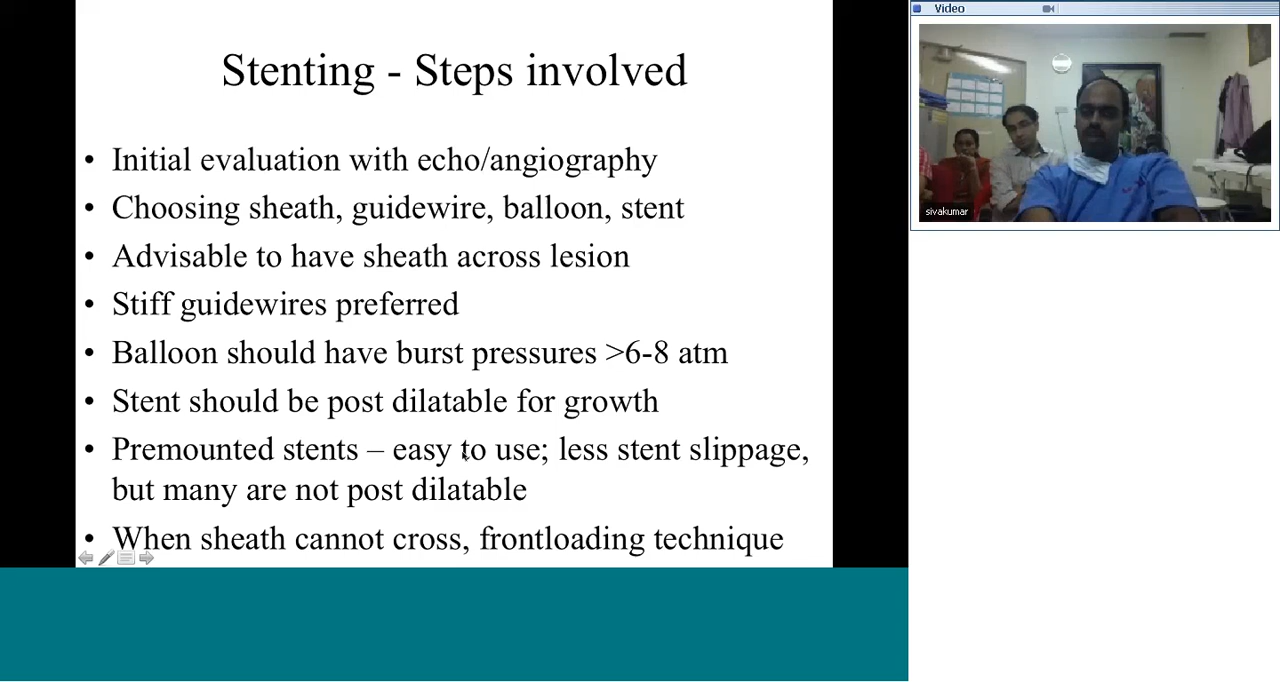 Stenting - Steps involved
• Initial evaluation with echo/angiography
• Choosing sheath, guidewire, balloon, stent
• Advisable to have sheath across lesion
• Stiff guidewires preferred
• Balloon should have burst pressures >6-8 atm
• Stent should be post dilatable for growth
• Premounted stents – easy to use; less stent slippage,
but many are not post dilatable
• When sheath cannot cross, frontloading technique
Video
sivakumar